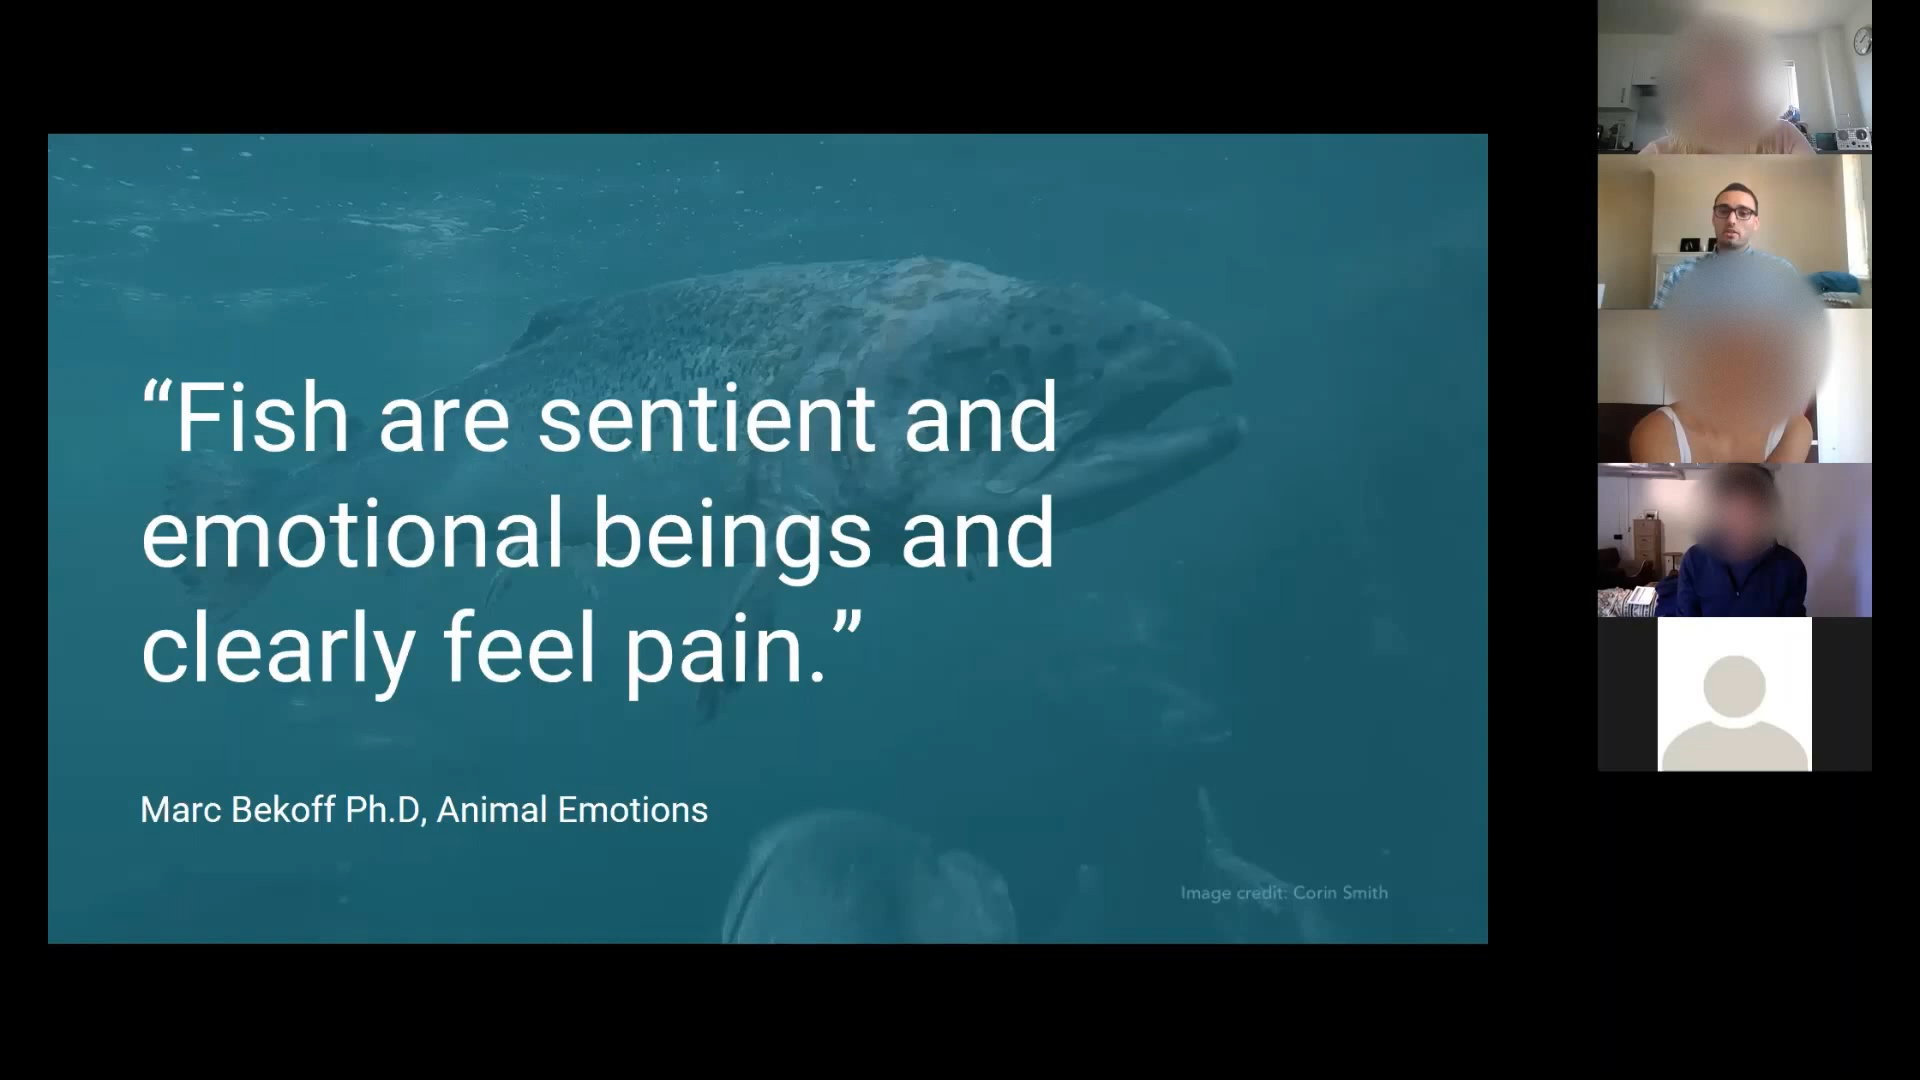 “Fish are sentient and
emotional beings and
clearly feel pain.”
Marc Bekoff Ph.D, Animal Emotions
Image credit: Corin Smith